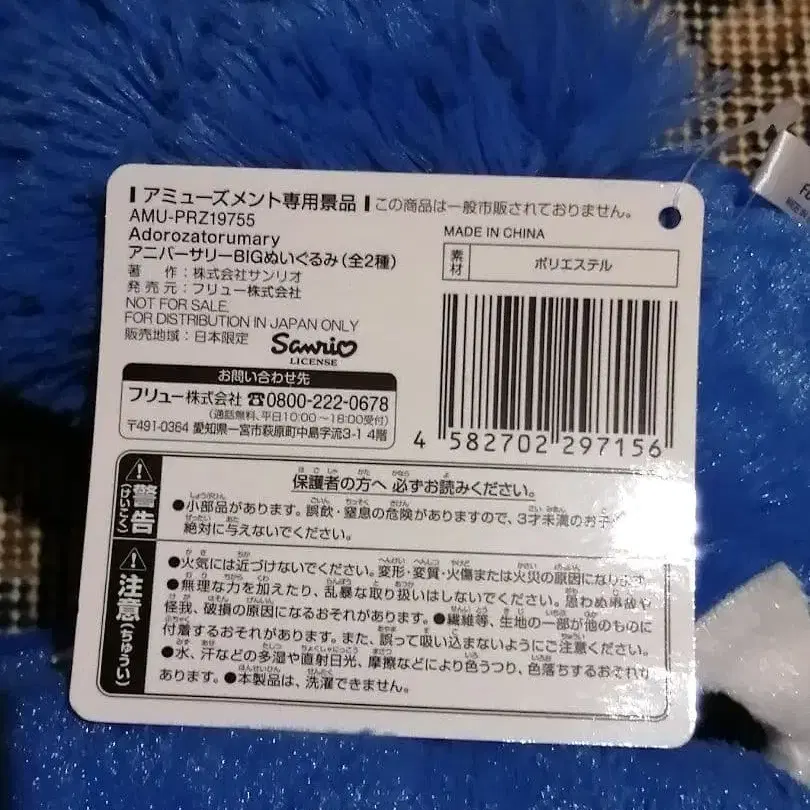 アミューズメント専用景品 この商品は一般市販されておりません。
AMU-PRZ19755
Adorozatorumary
アニバーサリーBIGぬいぐるみ(全2種)
著 作:株式会社サンリオ
発売元:フリュー株式会社
NOT FOR SALE.
FOR DISTRIBUTION IN JAPAN ONLY
販売地域:日本限定
Sanrio
LICENSE
MADE IN CHINA
素材 ポリエステル
4 582702 297156
お問い合わせ先
フリュー株式会社 ☎0800-222-0678
(通話無料、平日10:00~18:00受付)
〒491-0364 愛知県一宮市萩原町中島字流3-1 4階
警告(けいこく)
保護者の方へ 必ずお読みください。
●小部品があります。誤飲・窒息の危険がありますので、3才未満のお子
絶対に与えないでください。
注意(ちゅうい)
●火気には近づけないでください。変形・変質・火傷または火災の原因になります。
●無理な力を加えたり、乱暴な取り扱いはしないでください。思わぬ事故や
怪我、破損の原因になるおそれがあります。●繊維等、生地の一部が他のものに
付着するおそれがあります。また、誤って吸い込まないようにご注意ください。
●水、汗などの多湿や直射日光、摩擦などにより色うつり、色落ちするおそれが
あります。●本製品は、洗濯できません。